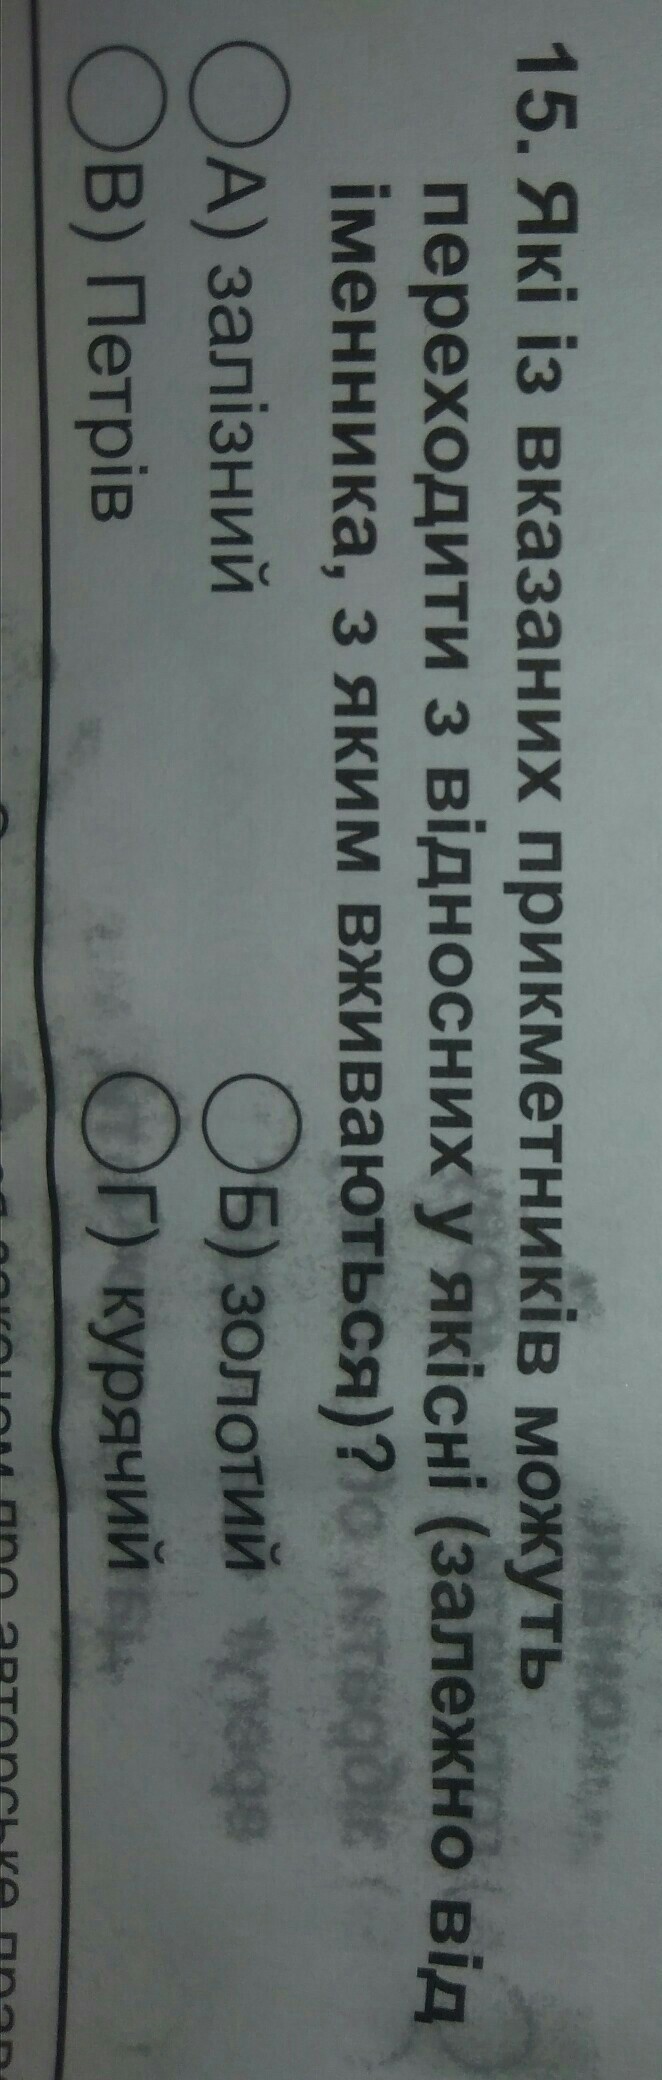 15. Які із вказаних прикметників можуть
переходити з відносних у якісні (залежно від
іменника, з яким вживаються)?
А) залізний Б) золотий
В) Петрів Г) курячий